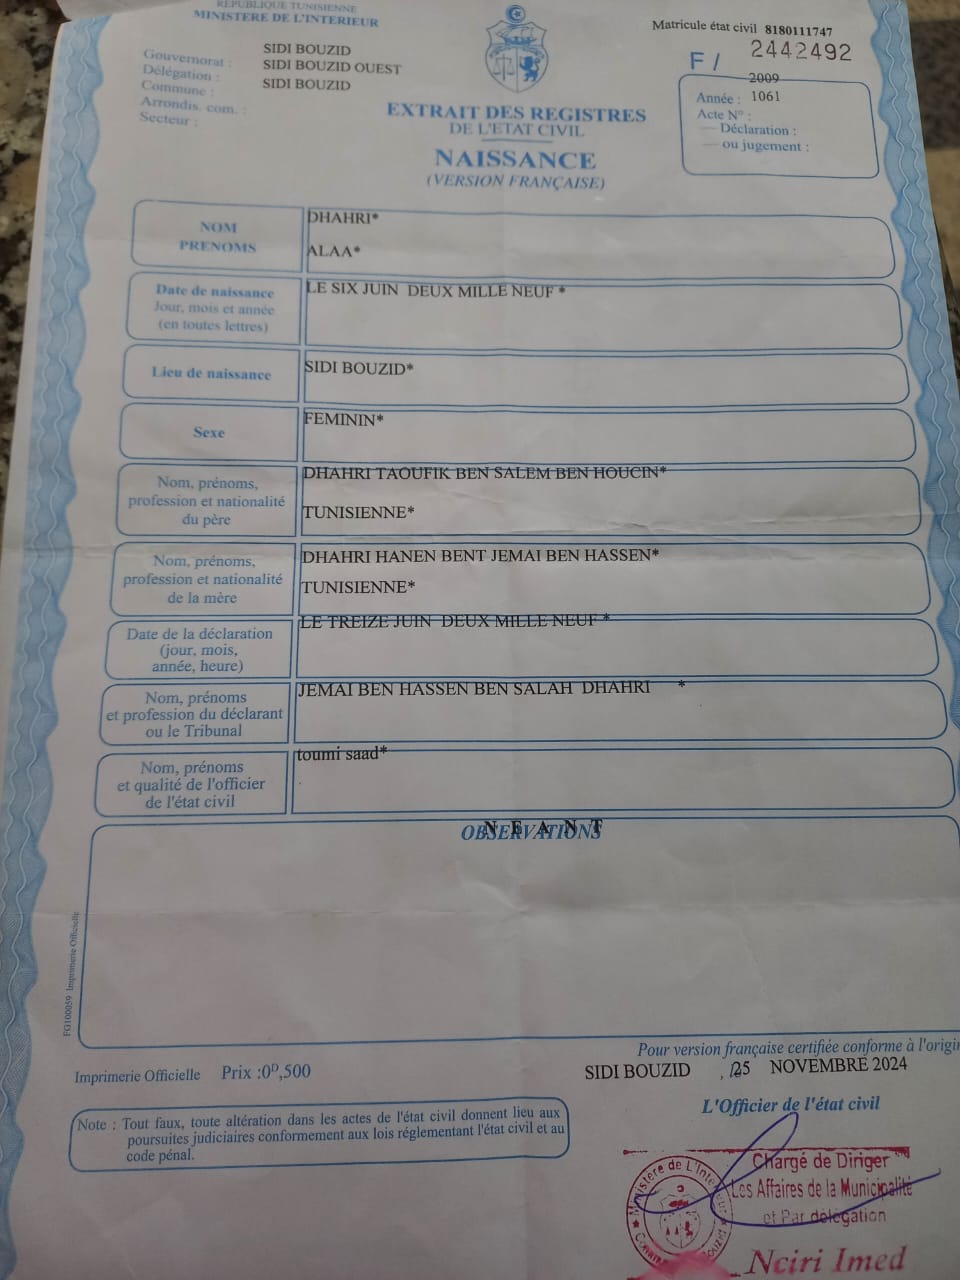 REPUBLIQUE TUNISIENNE
MINISTERE DE L'INTERIEUR
Gouvernorat : SIDI BOUZID
Délégation : SIDI BOUZID OUEST
Commune : SIDI BOUZID
Arrondis. com. :
Secteur :
Matricule état civil 8180111747
F/ 2442492
2009
Année : 1061
Acte N° :
— Déclaration :
— ou jugement :
EXTRAIT DES REGISTRES
DE L'ETAT CIVIL
NAISSANCE
(VERSION FRANÇAISE)
NOM DHAHRI*
PRENOMS ALAA*
Date de naissance LE SIX JUIN DEUX MILLE NEUF *
Jour, mois et année
(en toutes lettres)
Lieu de naissance SIDI BOUZID*
Sexe FEMININ*
Nom, prénoms, DHAHRI TAOUFIK BEN SALEM BEN HOUCIN*
profession et nationalité
du père TUNISIENNE*
Nom, prénoms, DHAHRI HANEN BENT JEMAI BEN HASSEN*
profession et nationalité TUNISIENNE*
de la mère
Date de la déclaration LE TREIZE JUIN DEUX MILLE NEUF *
(jour, mois,
année, heure)
Nom, prénoms JEMAI BEN HASSEN BEN SALAH DHAHRI *
et profession du déclarant
ou le Tribunal
Nom, prénoms toumi saad*
et qualité de l'officier
de l'état civil
OBSERVATIONS
N E A N T
FG100059 Imprimerie Officielle
Imprimerie Officielle Prix :0ᴰ,500
Pour version française certifiée conforme à l'origin
SIDI BOUZID , 25 NOVEMBRE 2024
L'Officier de l'état civil
Note : Tout faux, toute altération dans les actes de l'état civil donnent lieu aux
poursuites judiciaires conformement aux lois réglementant l'état civil et au
code pénal.
Chargé de Diriger
Les Affaires de la Municipalité
et Par délégation
Nciri Imed
Ministère de L'Interieur